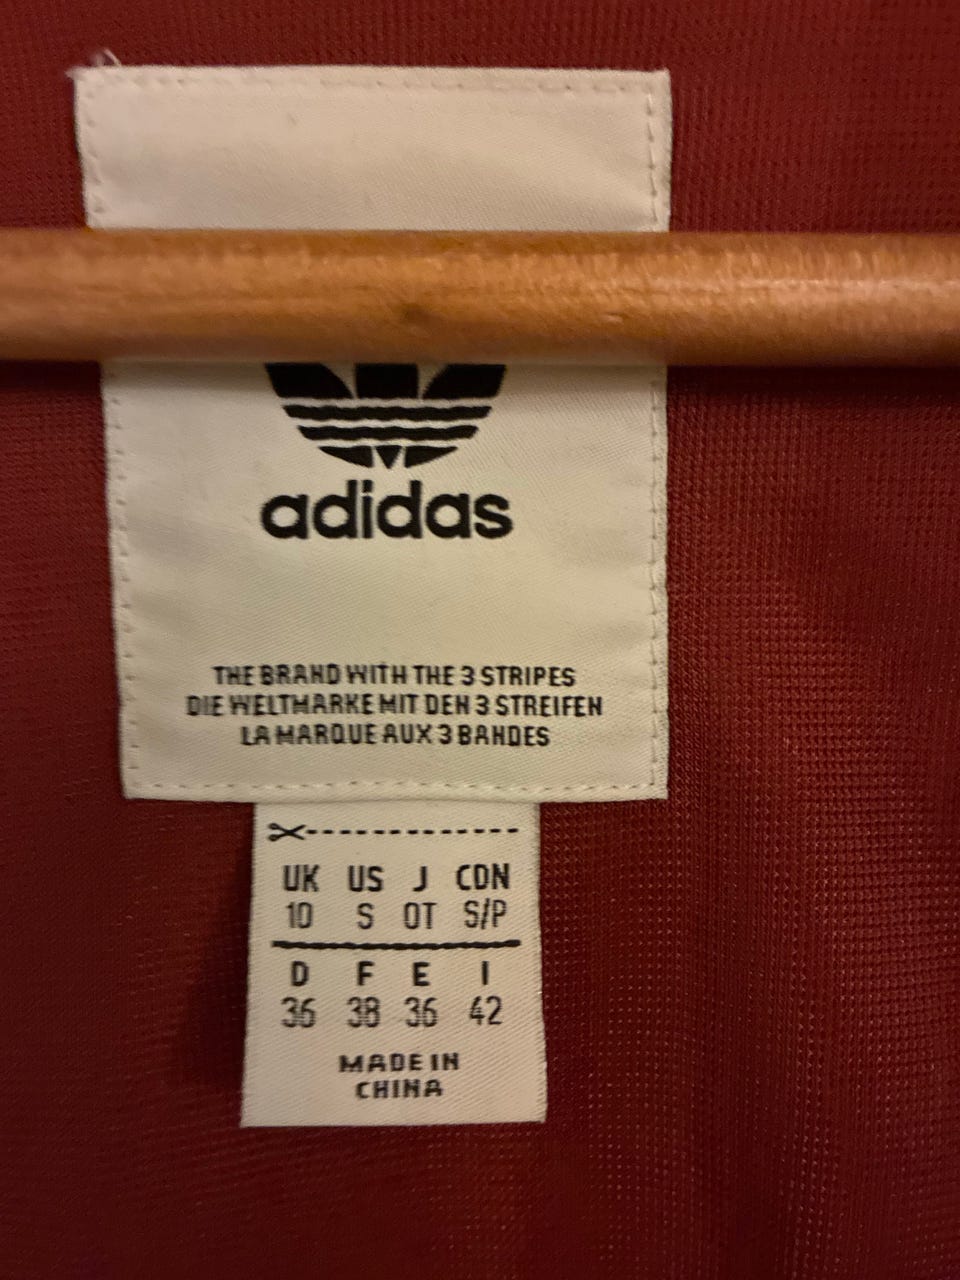 adidas
THE BRAND WITH THE 3 STRIPES
DIE WELTMARKE MIT DEN 3 STREIFEN
LA MARQUE AUX 3 BANDES
UK US J CDN
10 S OT S/P
D F E I
36 38 36 42
MADE IN
CHINA